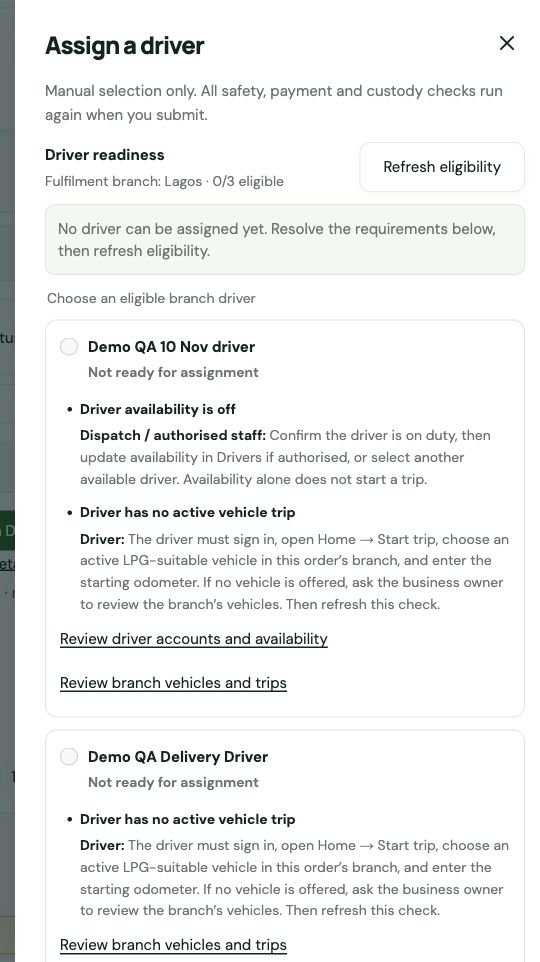 Assign a driver
Manual selection only. All safety, payment and custody checks run
again when you submit.
Driver readiness
Fulfilment branch: Lagos · 0/3 eligible
Refresh eligibility
No driver can be assigned yet. Resolve the requirements below,
then refresh eligibility.
Choose an eligible branch driver
Demo QA 10 Nov driver
Not ready for assignment
• Driver availability is off
Dispatch / authorised staff: Confirm the driver is on duty, then
update availability in Drivers if authorised, or select another
available driver. Availability alone does not start a trip.
• Driver has no active vehicle trip
Driver: The driver must sign in, open Home → Start trip, choose an
active LPG-suitable vehicle in this order’s branch, and enter the
starting odometer. If no vehicle is offered, ask the business owner
to review the branch’s vehicles. Then refresh this check.
Review driver accounts and availability
Review branch vehicles and trips
Demo QA Delivery Driver
Not ready for assignment
• Driver has no active vehicle trip
Driver: The driver must sign in, open Home → Start trip, choose an
active LPG-suitable vehicle in this order’s branch, and enter the
starting odometer. If no vehicle is offered, ask the business owner
to review the branch’s vehicles. Then refresh this check.
Review branch vehicles and trips